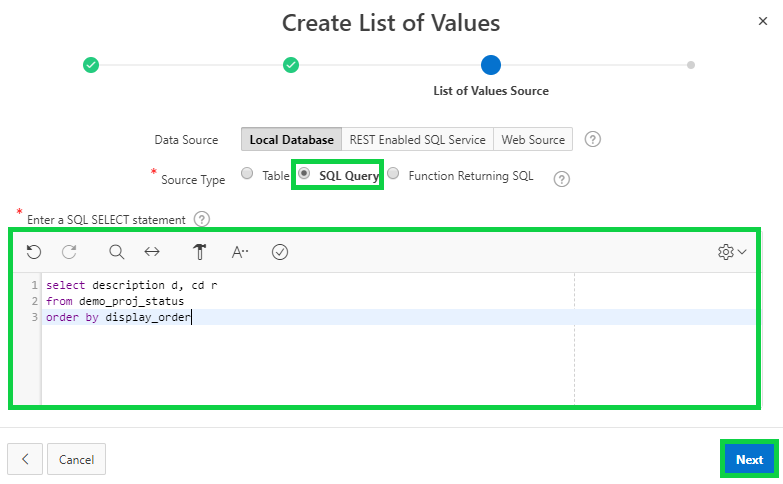 Create List of Values
List of Values Source
Data Source Local Database REST Enabled SQL Service Web Source
* Source Type Table SQL Query Function Returning SQL
* Enter a SQL SELECT statement
A··
1 select description d, cd r
2 from demo_proj_status
3 order by display_order
Cancel Next